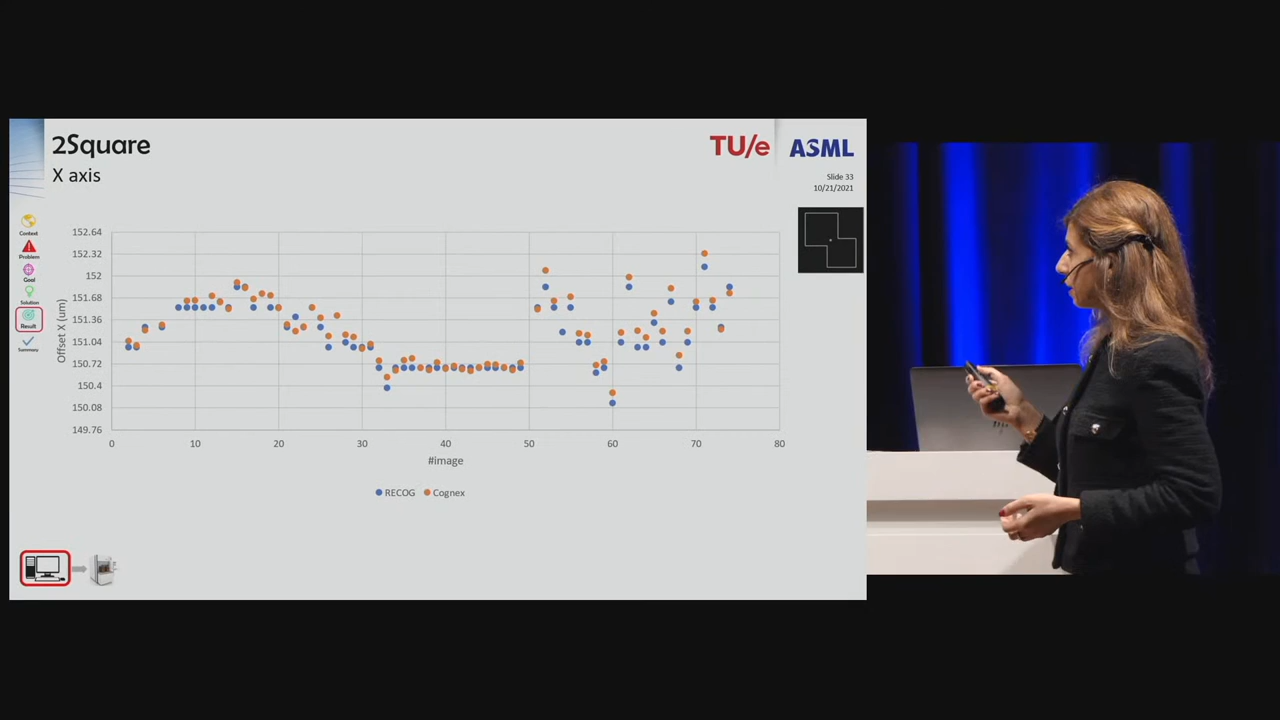 2Square
X axis
TU/e
ASML
Slide 33
10/21/2021
Context
Problem
Goal
Solution
Result
Summary
Offset X (um)
152.64
152.32
152
151.68
151.36
151.04
150.72
150.4
150.08
149.76
0 10 20 30 40 50 60 70 80
#image
RECOG Cognex